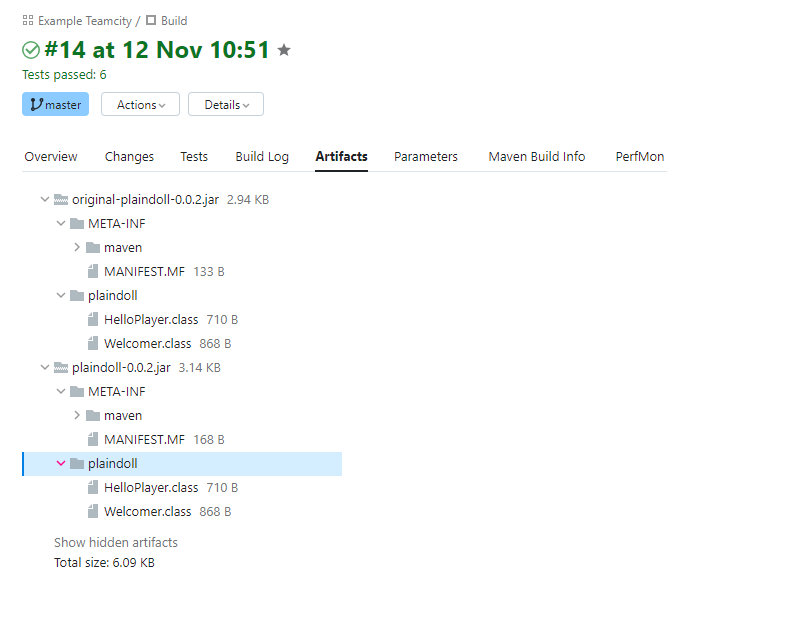 Example Teamcity / Build
#14 at 12 Nov 10:51
Tests passed: 6
master Actions Details
Overview Changes Tests Build Log Artifacts Parameters Maven Build Info PerfMon
original-plaindoll-0.0.2.jar 2.94 KB
META-INF
maven
MANIFEST.MF 133 B
plaindoll
HelloPlayer.class 710 B
Welcomer.class 868 B
plaindoll-0.0.2.jar 3.14 KB
META-INF
maven
MANIFEST.MF 168 B
plaindoll
HelloPlayer.class 710 B
Welcomer.class 868 B
Show hidden artifacts
Total size: 6.09 KB